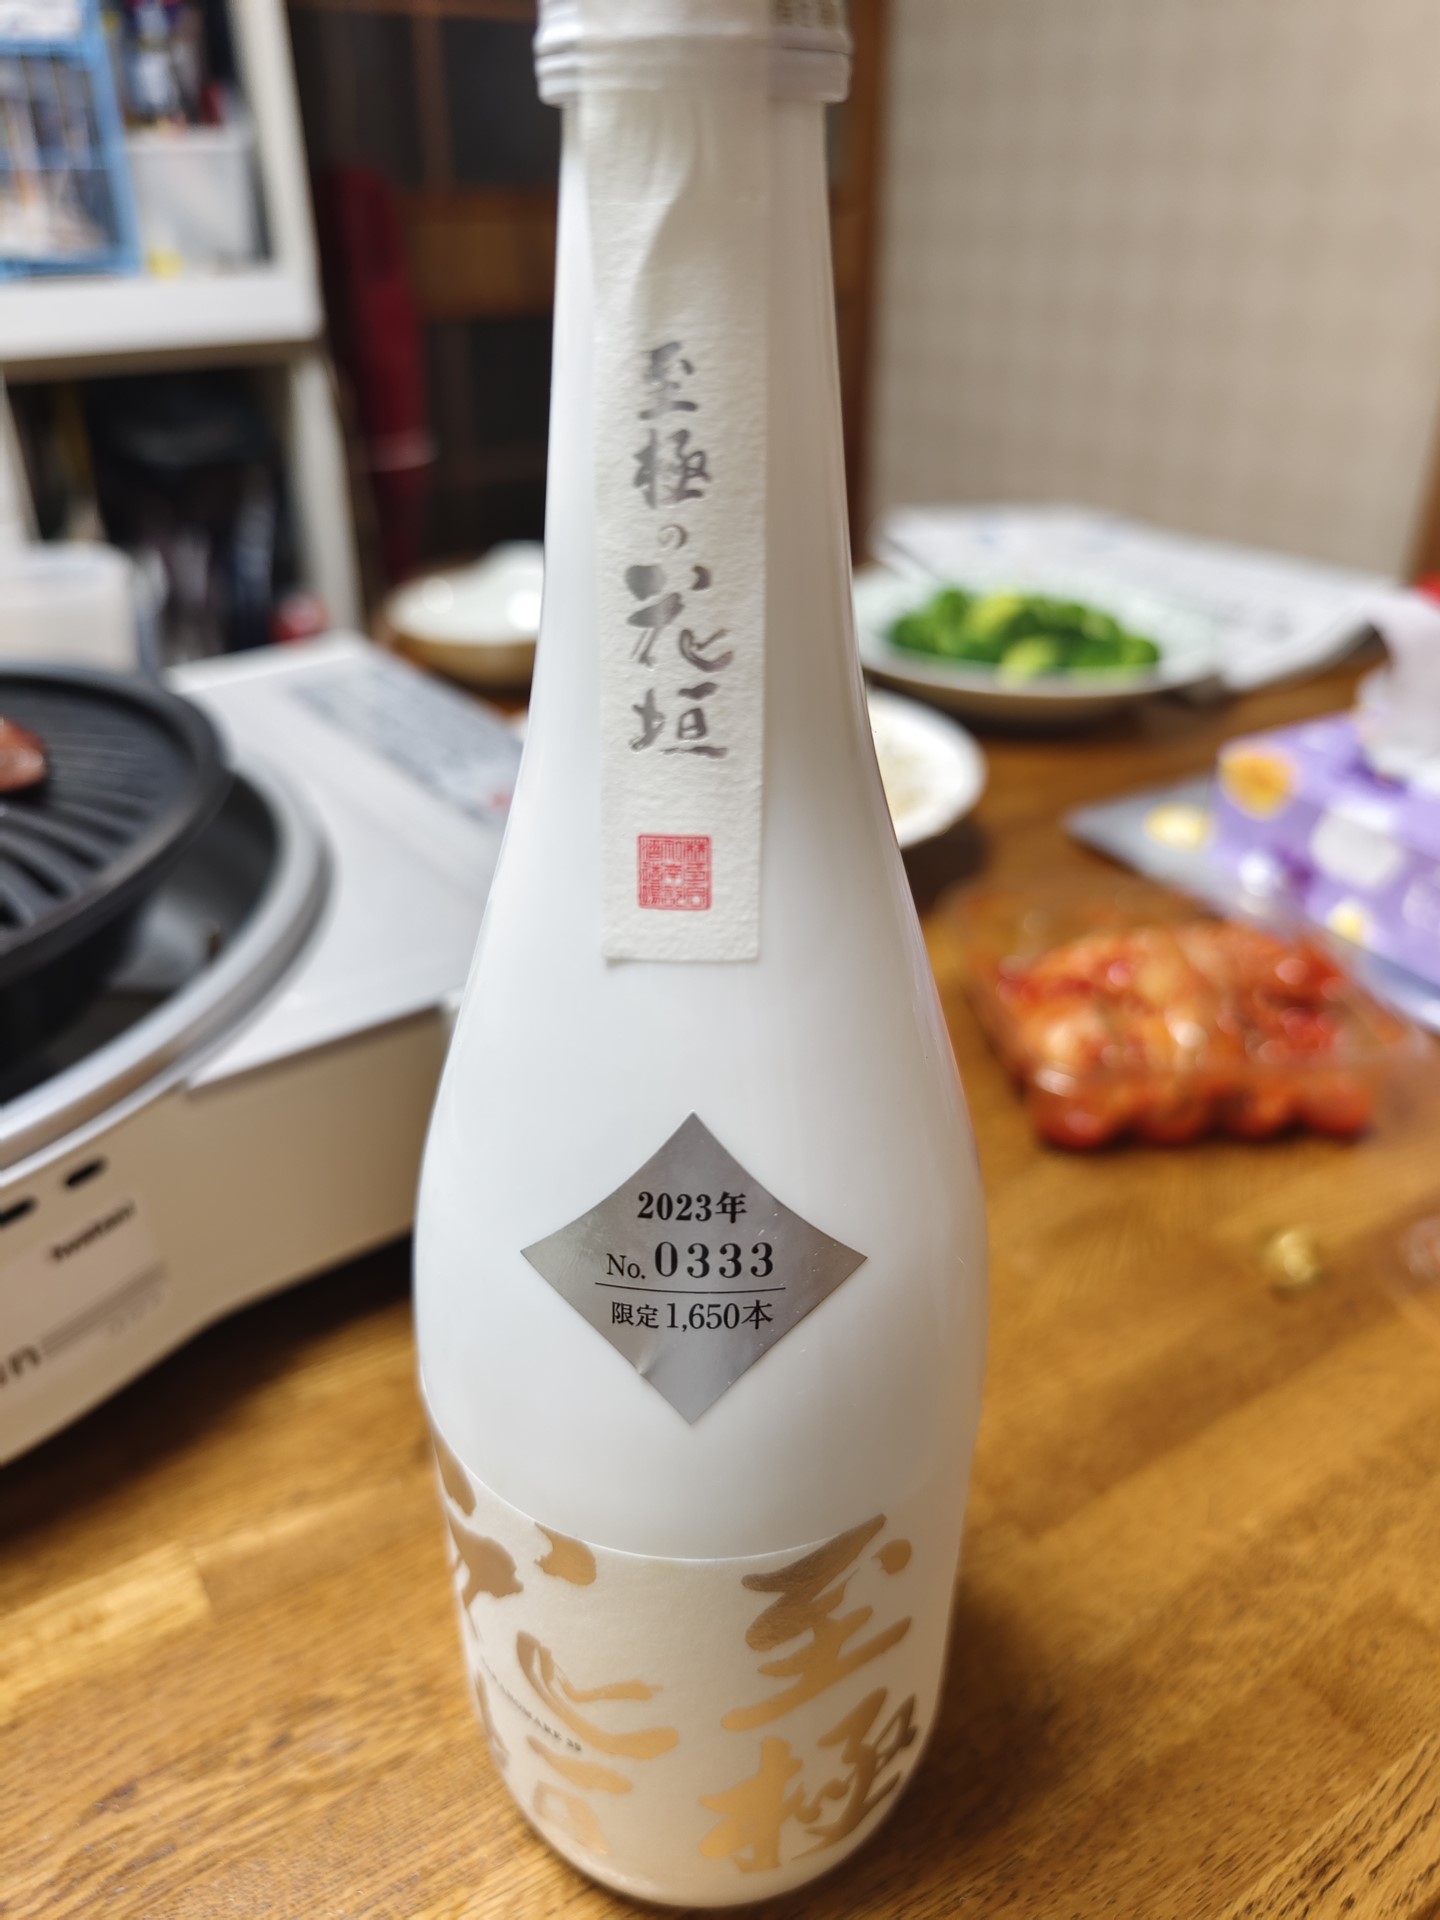 至極の花垣
2023年
No. 0333
限定1,650本
至極
花垣
Iwatani